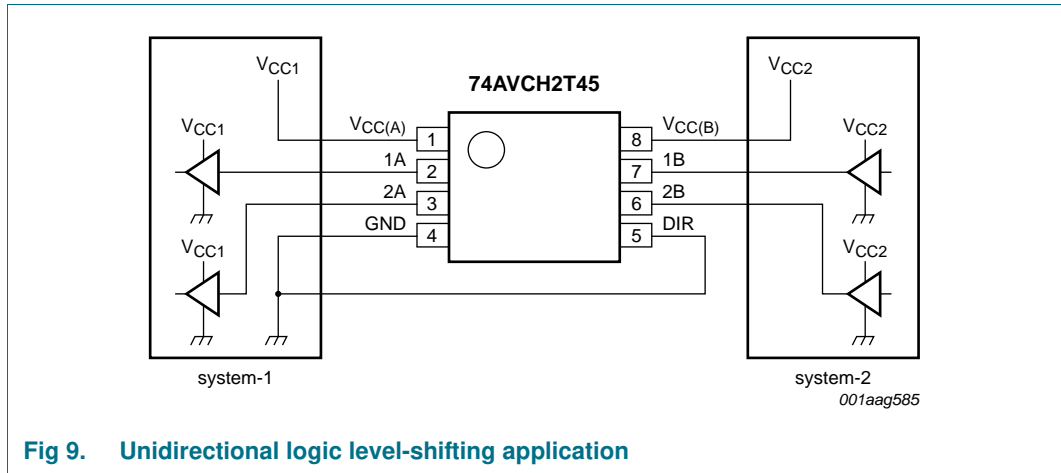 VCC1
74AVCH2T45
VCC2
VCC1
VCC(A)
1
8
VCC(B)
VCC2
1A
2
7
1B
2A
3
6
2B
GND
4
5
DIR
VCC1
VCC2
system-1
system-2
001aag585
Fig 9. Unidirectional logic level-shifting application